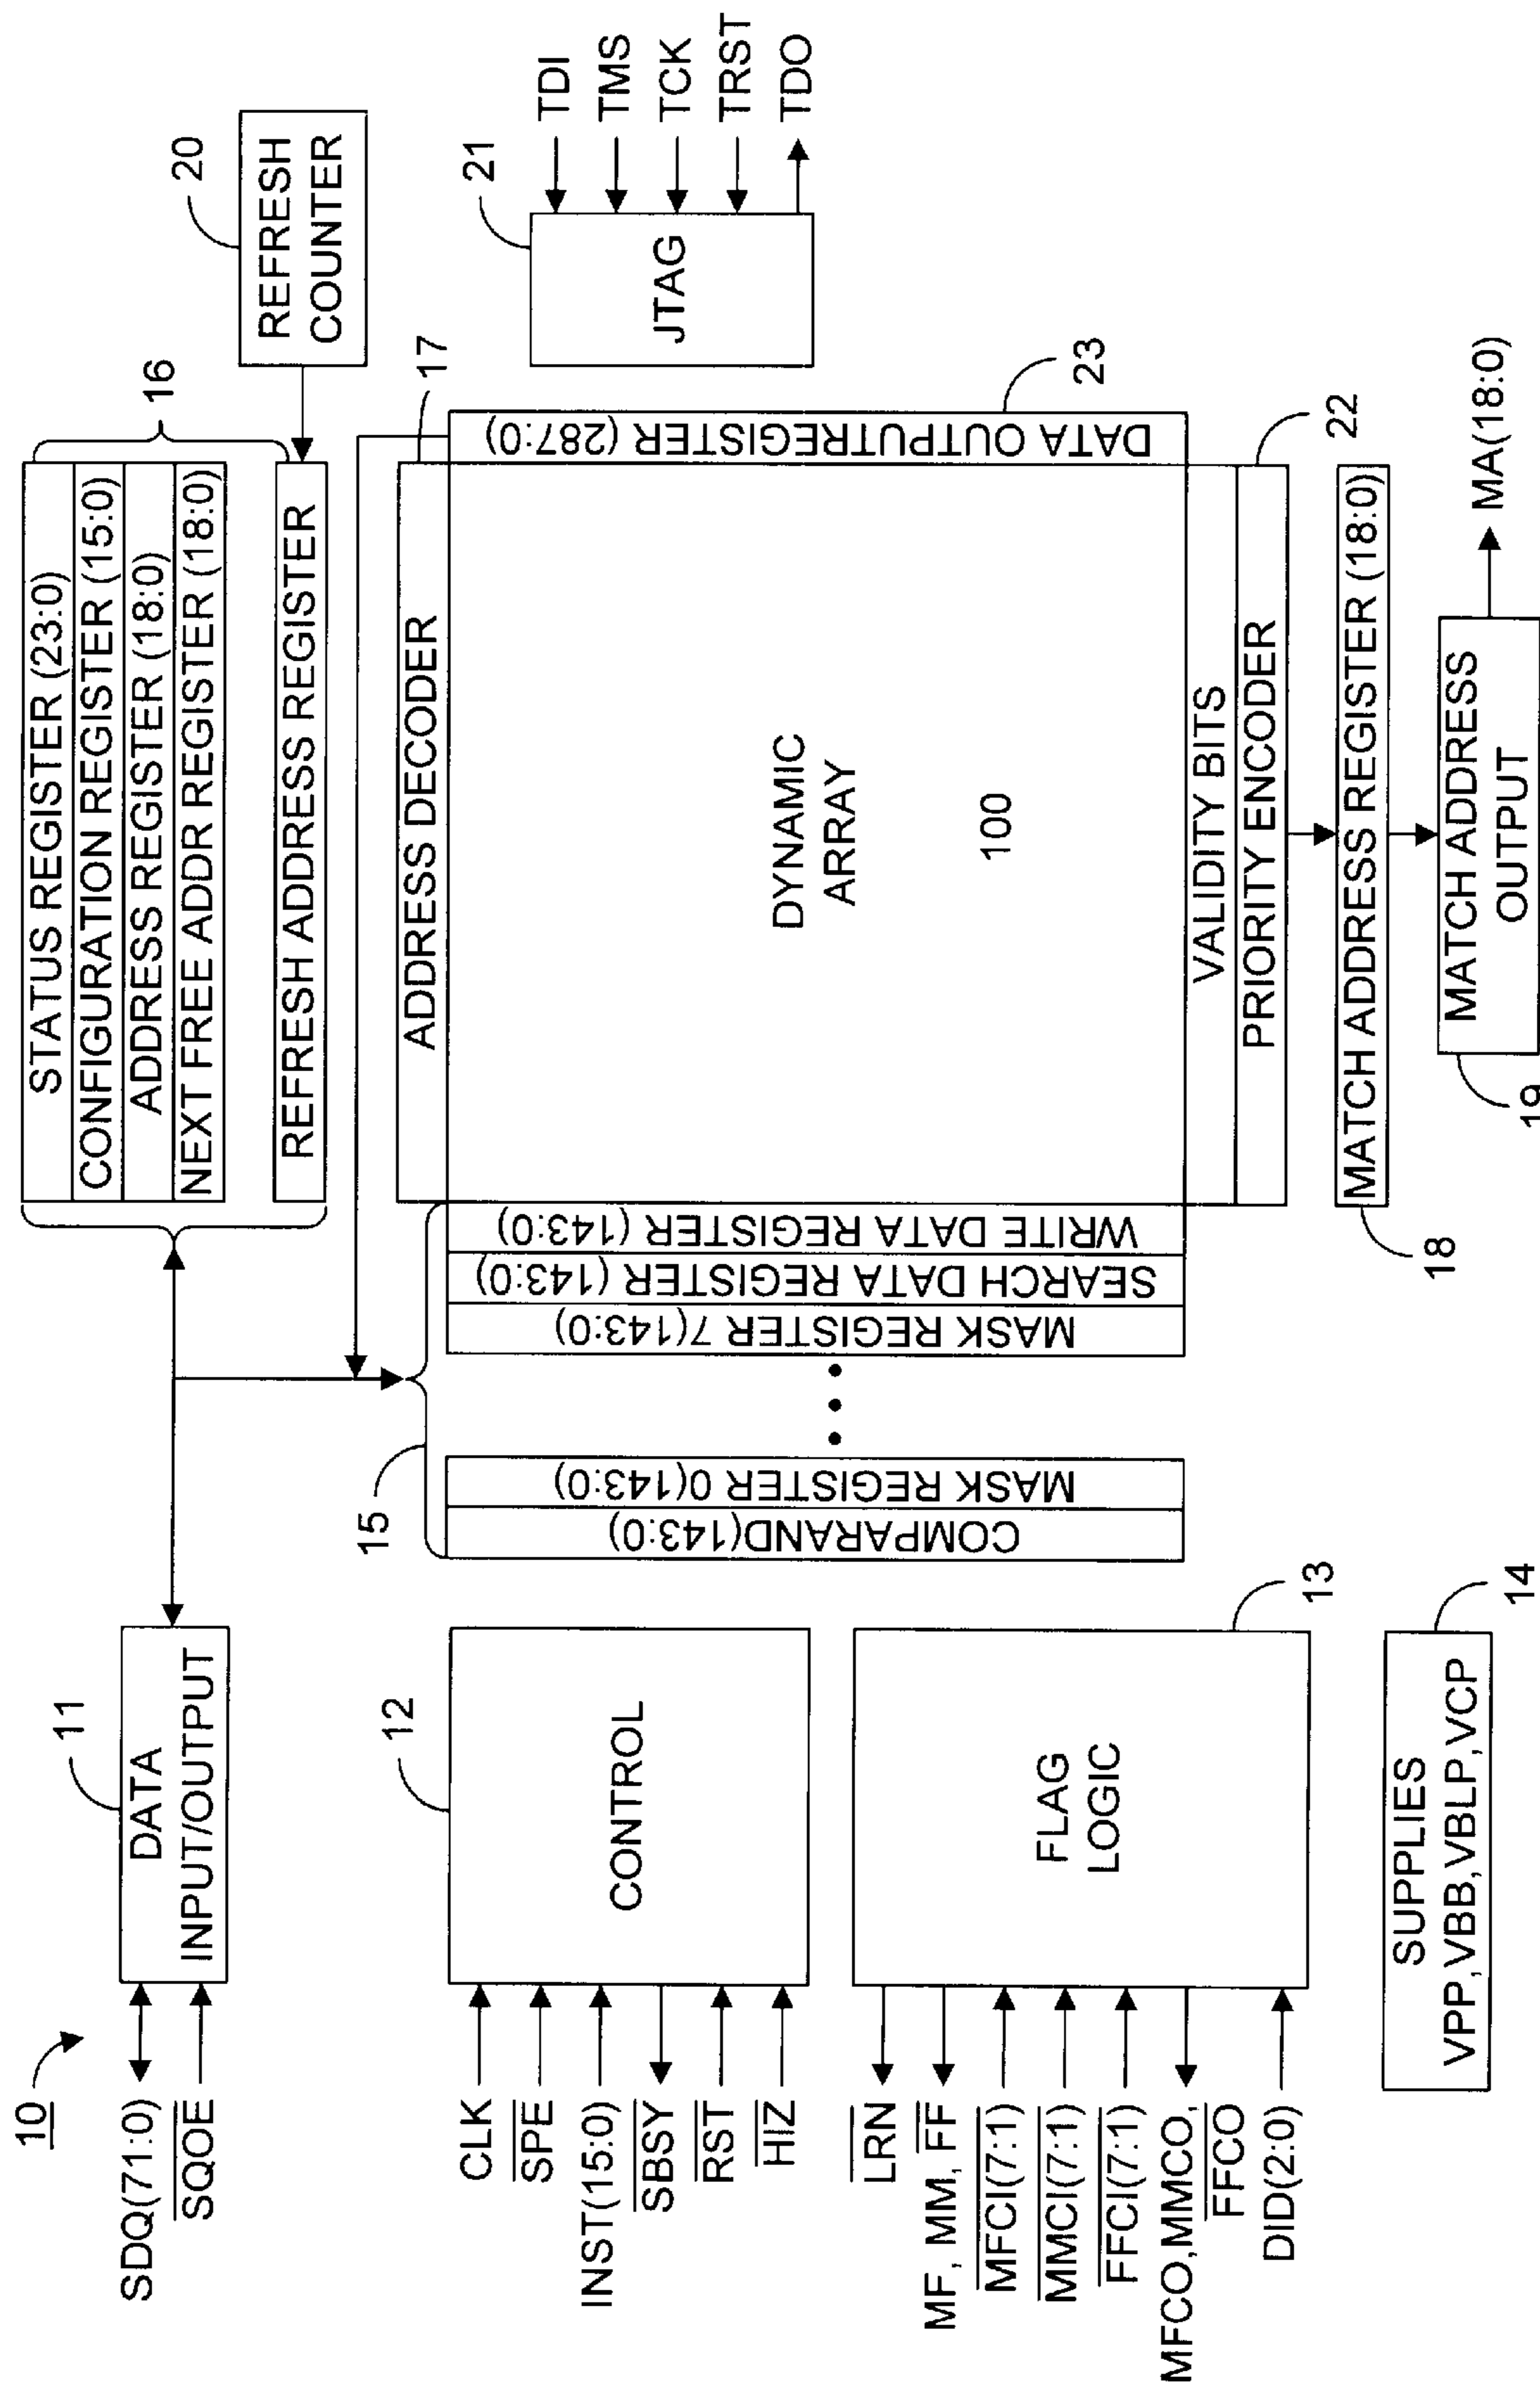 10
SDQ(71:0)
SQOE
11
DATA
INPUT/OUTPUT
STATUS REGISTER (23:0)
CONFIGURATION REGISTER (15:0)
ADDRESS REGISTER (18:0)
NEXT FREE ADDR REGISTER (18:0)
REFRESH ADDRESS REGISTER
16
20
REFRESH
COUNTER
CLK
SPE
INST(15:0)
SBSY
RST
HIZ
12
CONTROL
LRN
MF, MM, FF
MFCI(7:1)
MMCI(7:1)
FFCI(7:1)
MFCO,MMCO,
FFCO
DID(2:0)
FLAG
LOGIC
13
SUPPLIES
VPP,VBB,VBLP,VCP
14
15
COMPARAND(143:0)
MASK REGISTER 0(143:0)
MASK REGISTER 7(143:0)
SEARCH DATA REGISTER (143:0)
WRITE DATA REGISTER (143:0)
ADDRESS DECODER
17
DYNAMIC
ARRAY
100
DATA OUTPUTREGISTER (287:0)
23
VALIDITY BITS
PRIORITY ENCODER
22
MATCH ADDRESS REGISTER (18:0)
18
MATCH ADDRESS
OUTPUT
19
MA(18:0)
21
JTAG
TDI
TMS
TCK
TRST
TDO